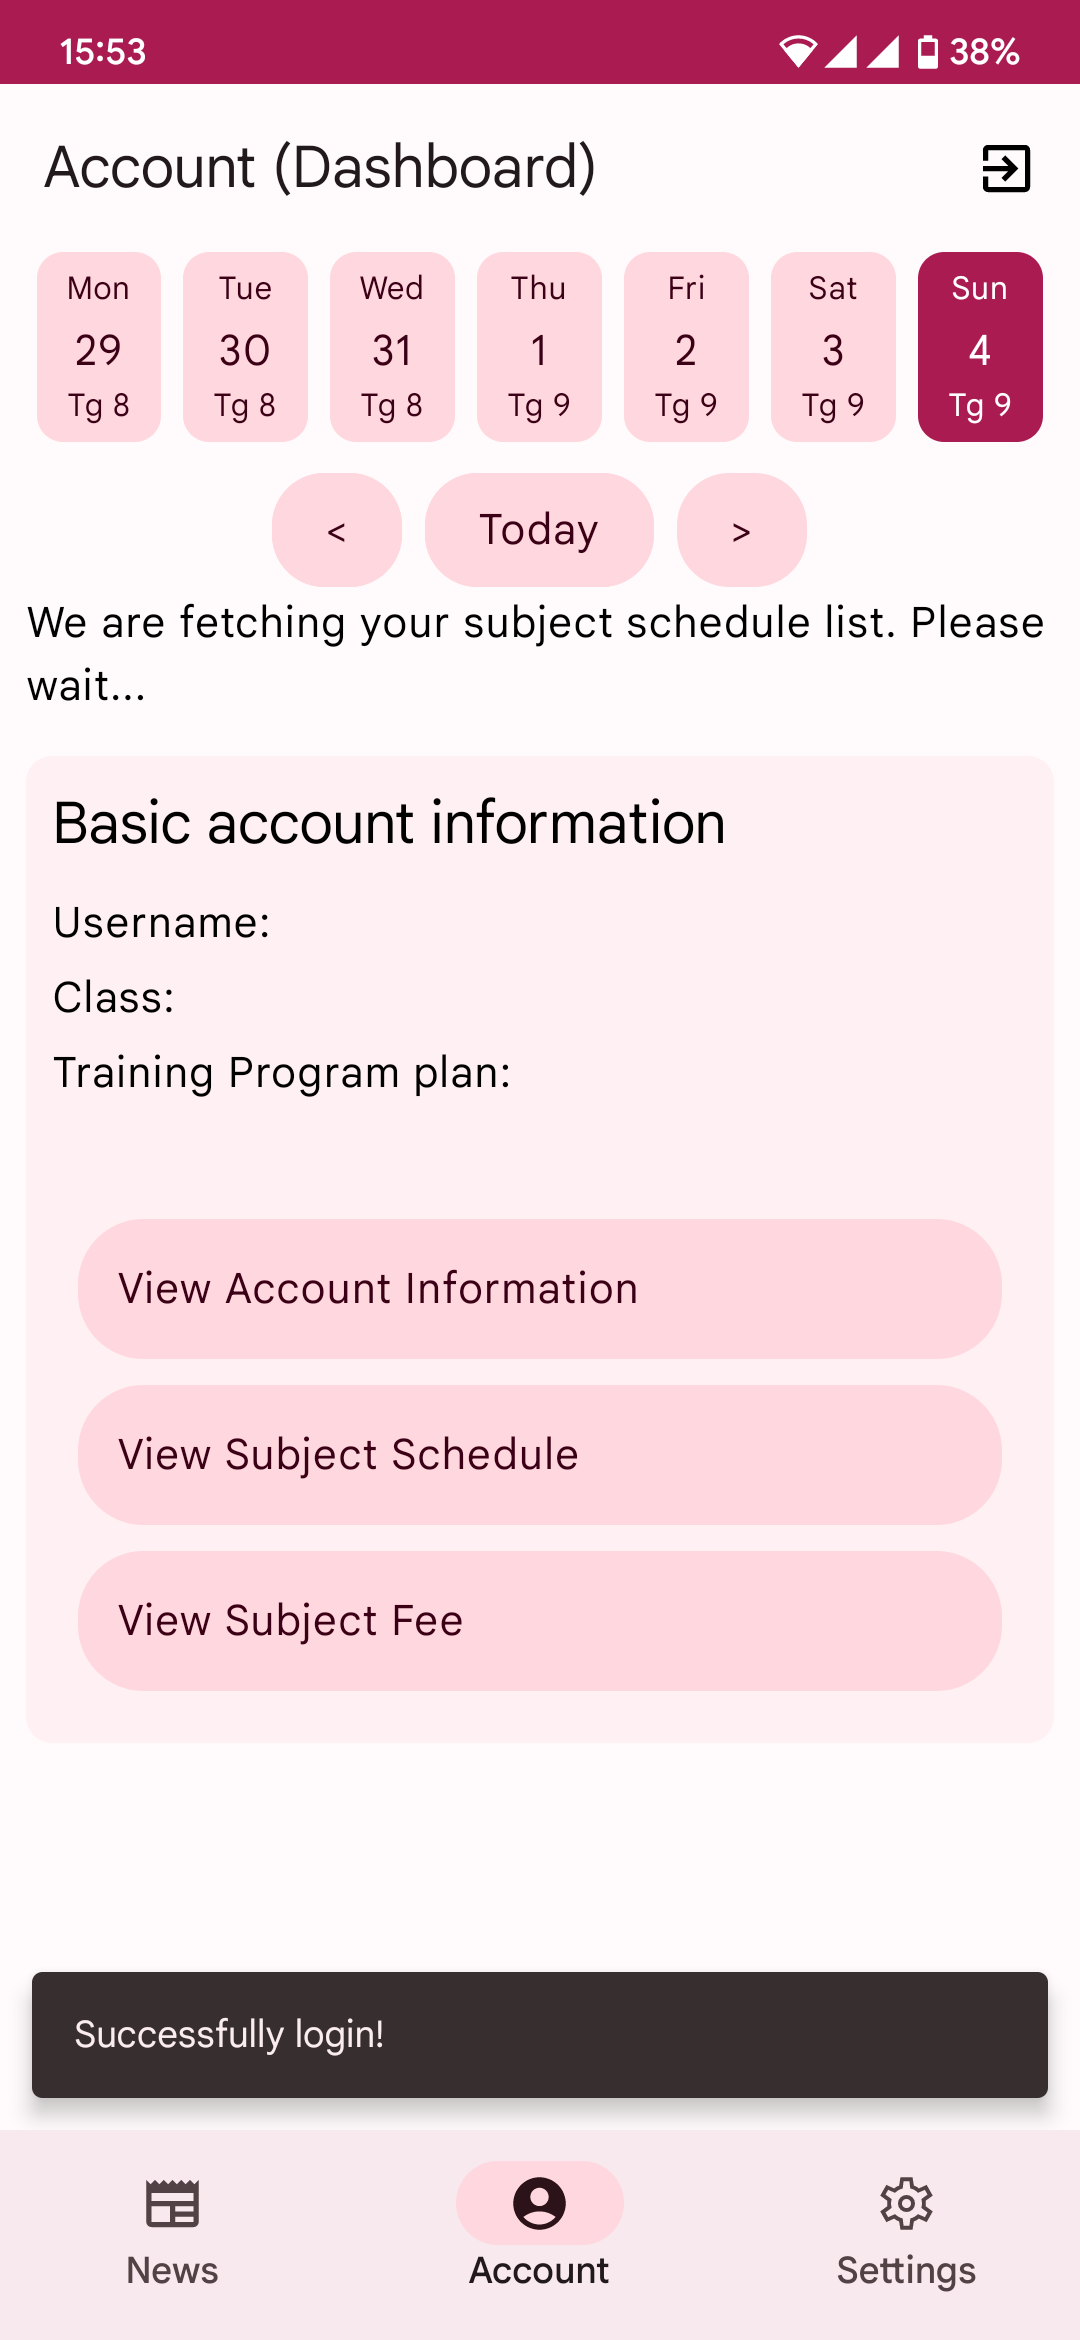 15:53 38%
Account (Dashboard)
Mon Tue Wed Thu Fri Sat Sun
29 30 31 1 2 3 4
Tg 8 Tg 8 Tg 8 Tg 9 Tg 9 Tg 9 Tg 9
< Today >
We are fetching your subject schedule list. Please
wait...
Basic account information
Username:
Class:
Training Program plan:
View Account Information
View Subject Schedule
View Subject Fee
Successfully login!
News Account Settings